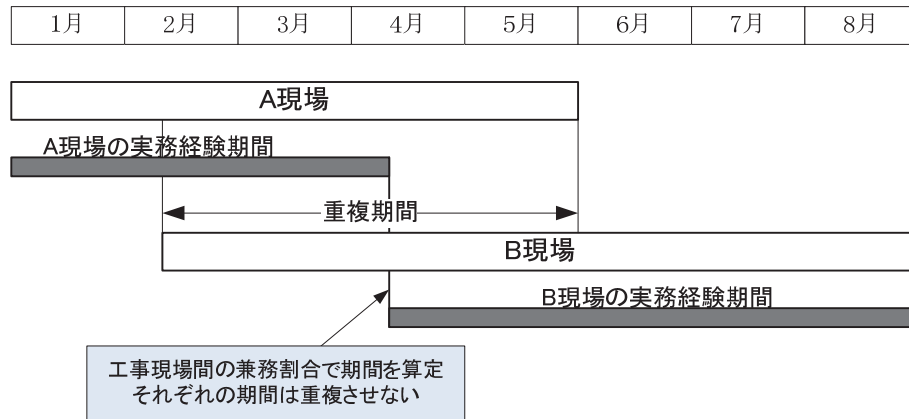 1月 2月 3月 4月 5月 6月 7月 8月
A現場
A現場の実務経験期間
重複期間
B現場
B現場の実務経験期間
工事現場間の兼務割合で期間を算定
それぞれの期間は重複させない